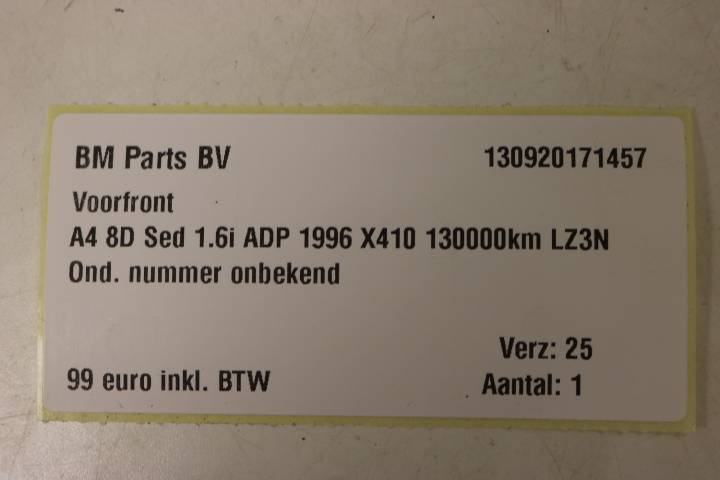 BM Parts BV 130920171457
Voorfront
A4 8D Sed 1.6i ADP 1996 X410 130000km LZ3N
Ond. nummer onbekend
Verz: 25
99 euro inkl. BTW Aantal: 1